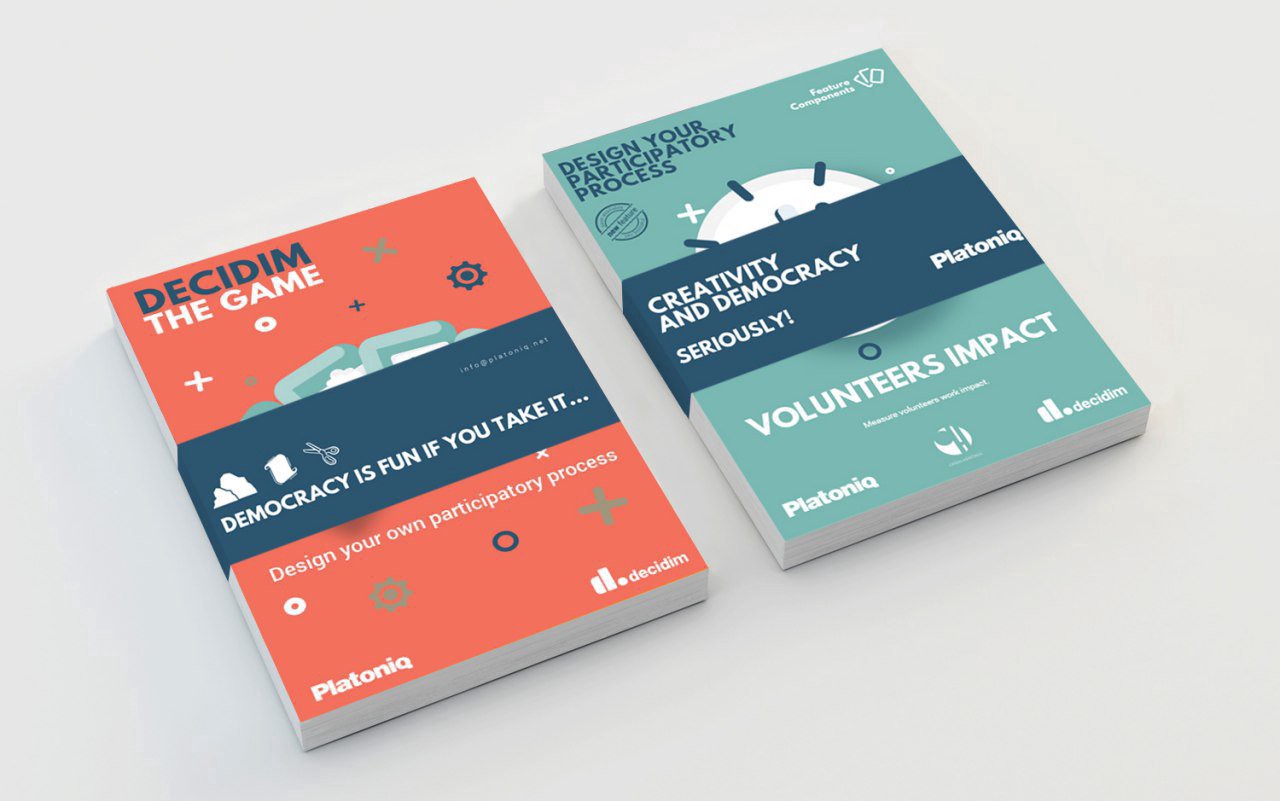 DECIDIM
THE GAME
info@platoniq.net
DEMOCRACY IS FUN IF YOU TAKE IT...
Design your own participatory process
decidim
Platoniq
Feature
Components
DESIGN YOUR
PARTICIPATORY
PROCESS
new feature
CREATIVITY
AND DEMOCRACY
SERIOUSLY!
Platoniq
VOLUNTEERS IMPACT
Measure volunteers work impact.
decidim
Platoniq